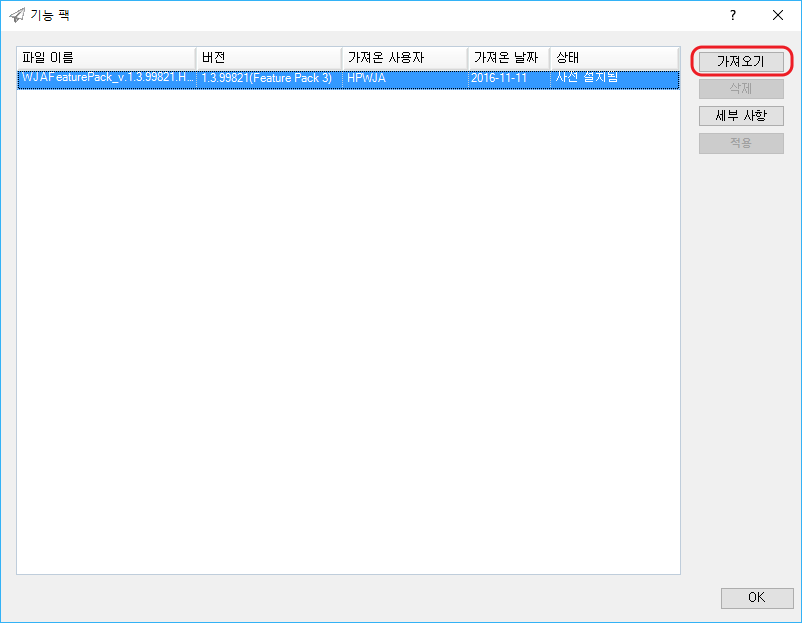 기능 팩
?
파일 이름 버전 가져온 사용자 가져온 날짜 상태
WJAFeaturePack_v.1.3.99821.H... 1.3.99821(Feature Pack 3) HPWJA 2016-11-11 사전 설치됨
가져오기
삭제
세부 사항
적용
OK